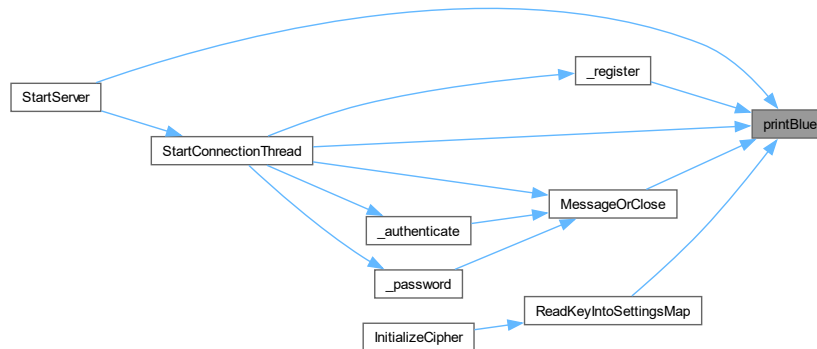 _register
StartServer
printBlue
StartConnectionThread
MessageOrClose
_authenticate
_password
ReadKeyIntoSettingsMap
InitializeCipher